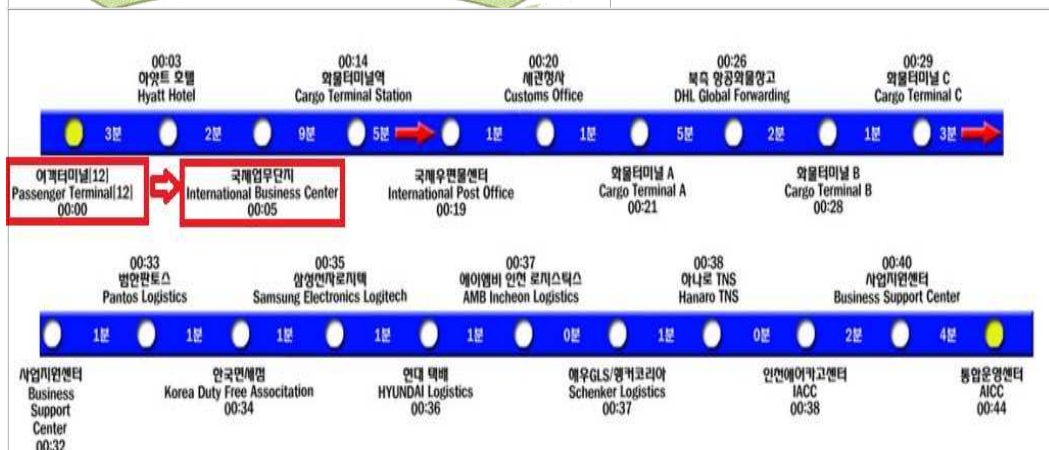 00:03
하얏트 호텔
Hyatt Hotel
00:14
화물터미널역
Cargo Terminal Station
00:20
세관청사
Customs Office
00:26
북측 항공화물창고
DHL Global Forwarding
00:29
화물터미널 C
Cargo Terminal C
3분 2분 9분 5분 1분 1분 5분 2분 1분 3분
여객터미널[12]
Passenger Terminal[12]
00:00
국제업무단지
International Business Center
00:05
국제우편물센터
International Post Office
00:19
화물터미널 A
Cargo Terminal A
00:21
화물터미널 B
Cargo Terminal B
00:28
00:33
범한판토스
Pantos Logistics
00:35
삼성전자로지텍
Samsung Electronics Logitech
00:37
에이엠비 인천 로지스틱스
AMB Incheon Logistics
00:38
하나로 TNS
Hanaro TNS
00:40
사업지원센터
Business Support Center
1분 1분 1분 1분 1분 0분 1분 0분 2분 4분
사업지원센터
Business
Support
Center
00:32
한국면세점
Korea Duty Free Associtation
00:34
현대 택배
HYUNDAI Logistics
00:36
대우GLS/쉥커코리아
Schenker Logistics
00:37
인천에어카고센터
IACC
00:38
통합운영센터
AICC
00:44